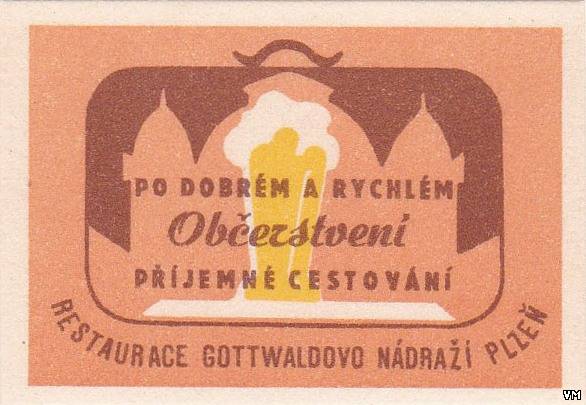 PO DOBRÉM A RYCHLÉM
Občerstvení
PŘÍJEMNÉ CESTOVÁNÍ
RESTAURACE GOTTWALDOVO NÁDRAŽÍ PLZEŇ
VM